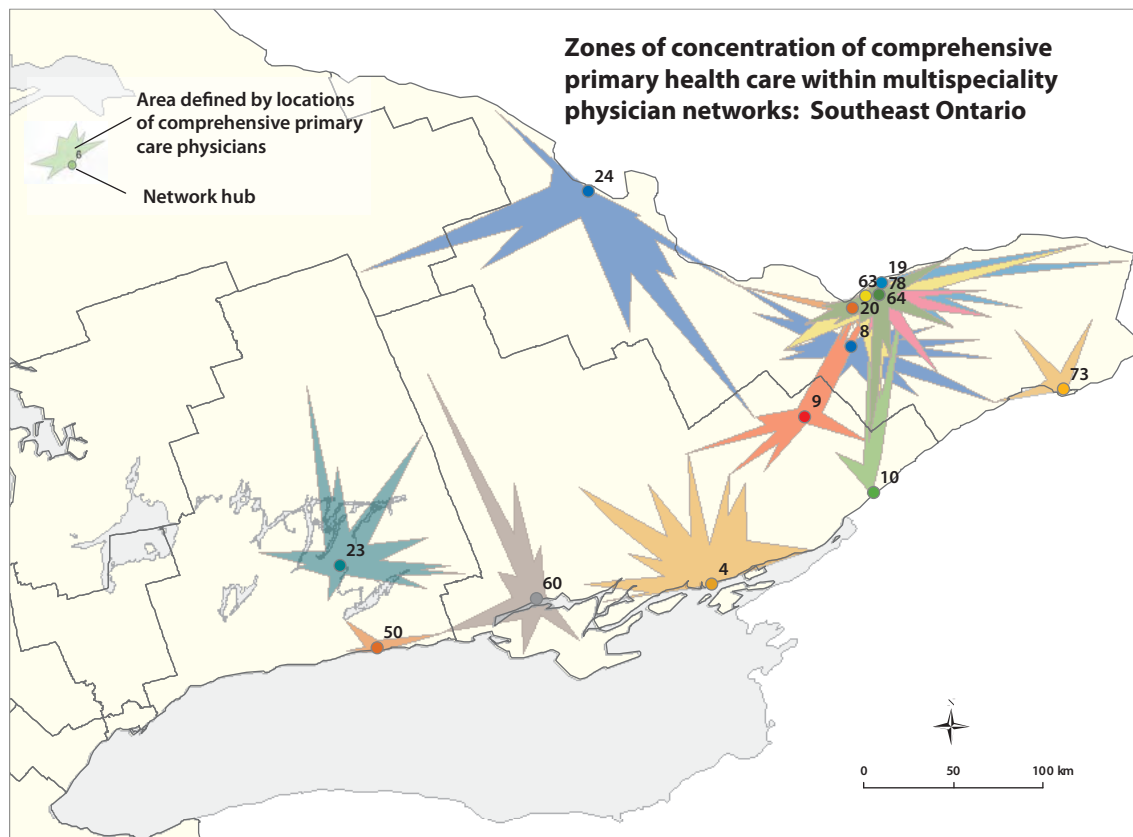 Zones of concentration of comprehensive
primary health care within multispeciality
physician networks: Southeast Ontario
Area defined by locations
of comprehensive primary
care physicians
6
Network hub
24
19
63 78
64
20
8
73
9
10
23
4
60
50
N
0 50 100 km